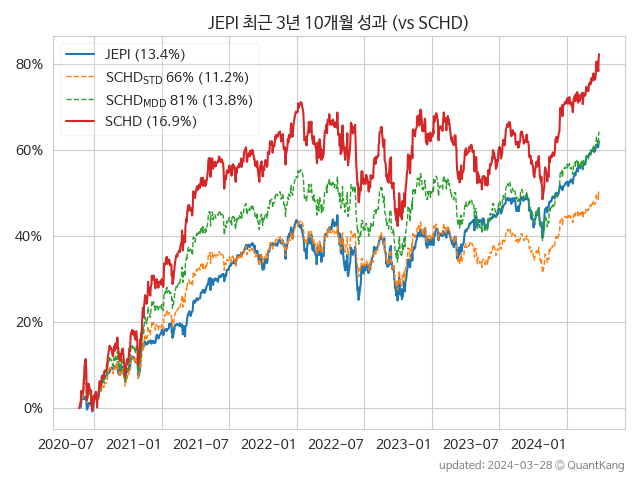 JEPI 최근 3년 10개월 성과 (vs SCHD)
JEPI (13.4%)
SCHD_STD 66% (11.2%)
SCHD_MDD 81% (13.8%)
SCHD (16.9%)
80%
60%
40%
20%
0%
2020-07 2021-01 2021-07 2022-01 2022-07 2023-01 2023-07 2024-01
updated: 2024-03-28 © QuantKang